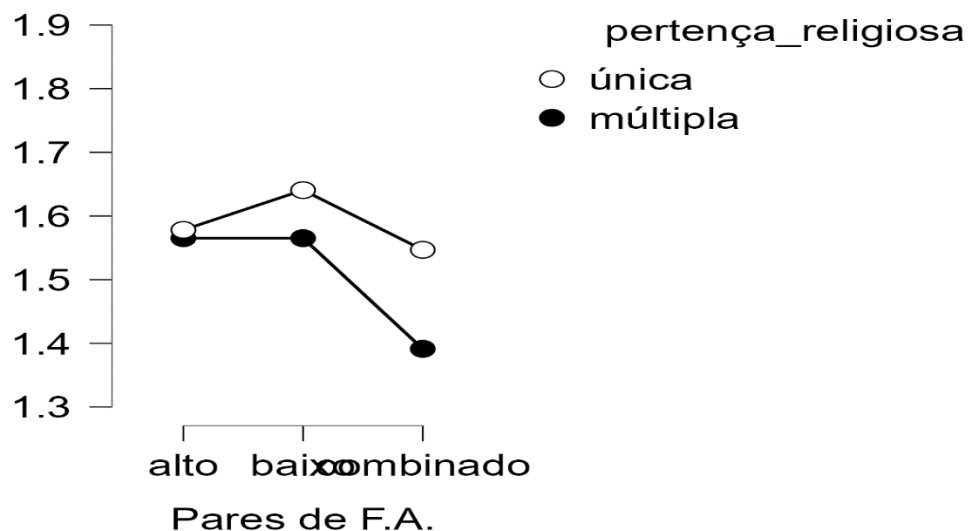 1.9
1.8
1.7
1.6
1.5
1.4
1.3
alto baixo combinado
Pares de F.A.
pertença_religiosa
única
múltipla